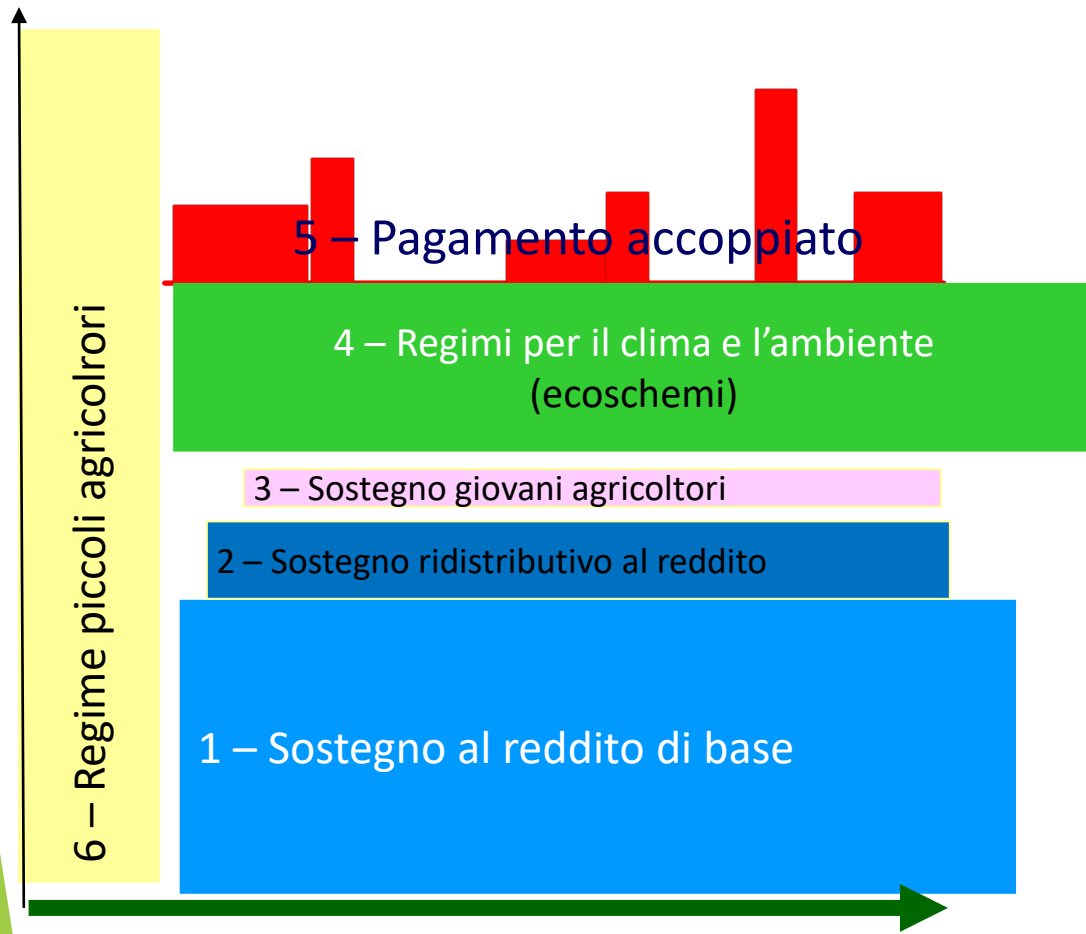 5 – Pagamento accoppiato
4 – Regimi per il clima e l’ambiente
(ecoschemi)
3 – Sostegno giovani agricoltori
2 – Sostegno ridistributivo al reddito
1 – Sostegno al reddito di base
6 – Regime piccoli agricolrori